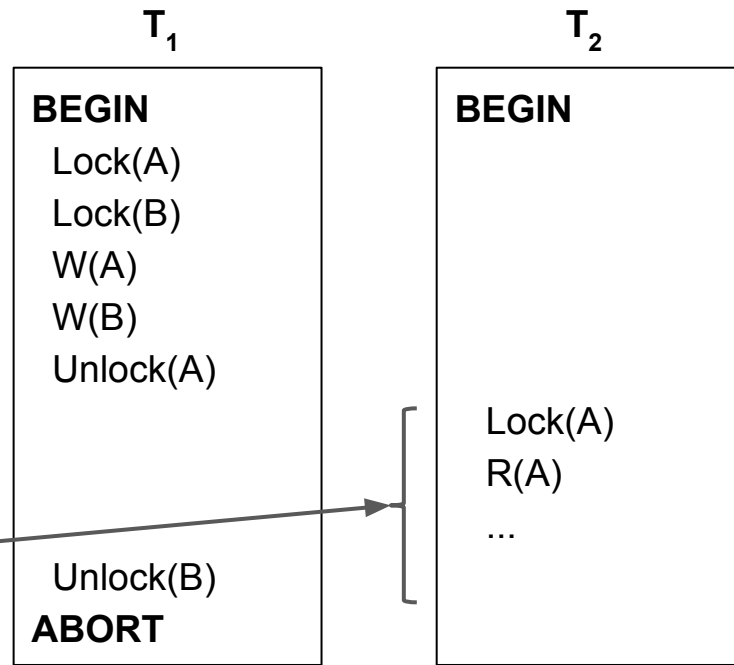 T1
BEGIN
Lock(A)
Lock(B)
W(A)
W(B)
Unlock(A)
Unlock(B)
ABORT
T2
BEGIN
Lock(A)
R(A)
...